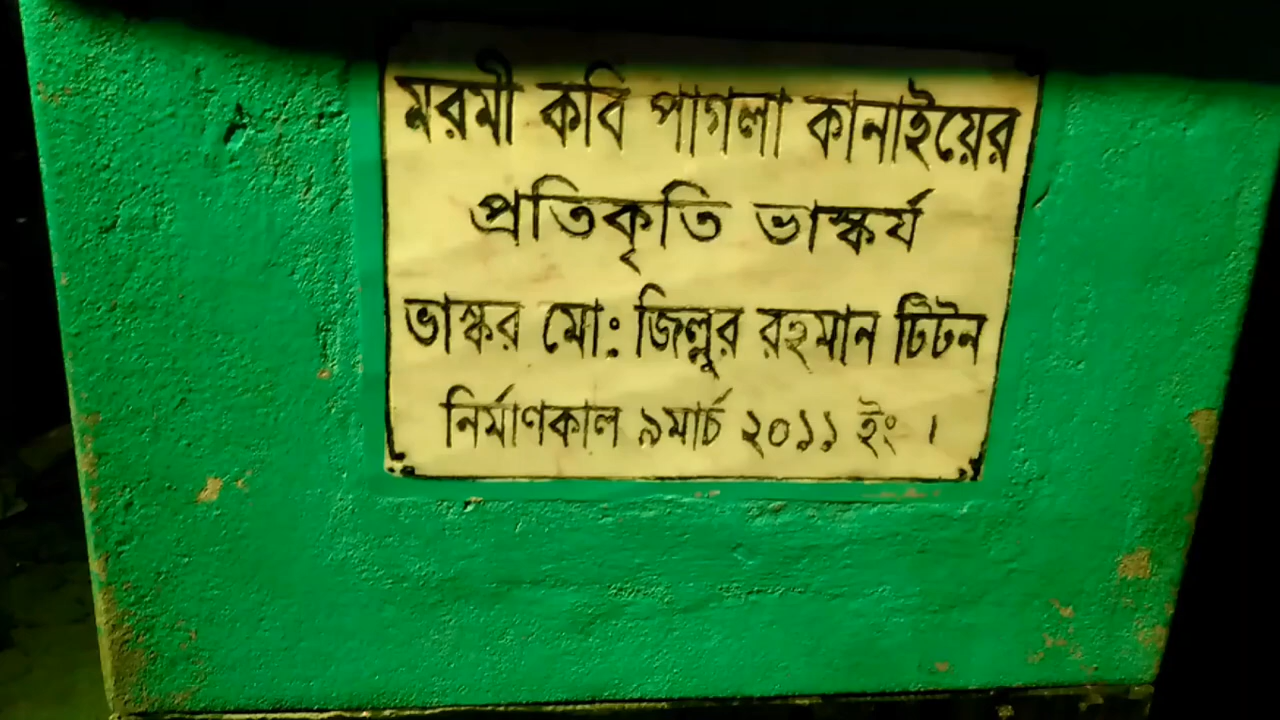 মরমী কবি পাগলা কানাইয়ের
প্রতিকৃতি ভাস্কর্য
ভাস্কর মো: জিল্লুর রহমান টিটন
নির্মাণকাল ৯মার্চ ২০১১ ইং ।